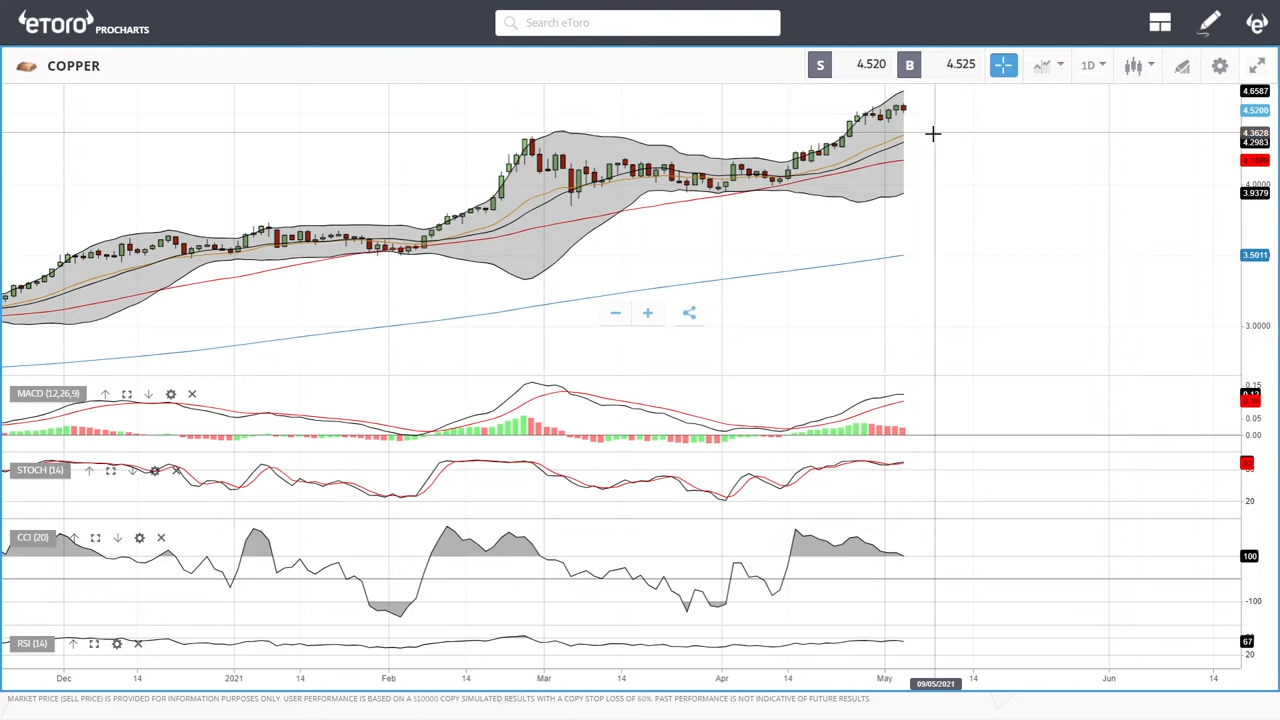 eToro PROCHARTS
Search eToro
COPPER
S 4.520 B 4.525
1D
4.6587
4.5200
4.3628
4.2983
4.0000
3.9379
3.5011
3.0000
MACD (12,26,9)
0.15
0.05
0.00
STOCH (14)
20
CCI (20)
100
-100
RSI (14)
67
20
Dec 14 2021 14 Feb 14 Mar 14 Apr 14 May 14 Jun 14
09/05/2021
MARKET PRICE (SELL PRICE) IS PROVIDED FOR INFORMATION PURPOSES ONLY. USER PERFORMANCE IS BASED ON A $10000 COPY SIMULATED RESULTS WITH A COPY STOP LOSS OF 60%. PAST PERFORMANCE IS NOT INDICATIVE OF FUTURE RESULTS.